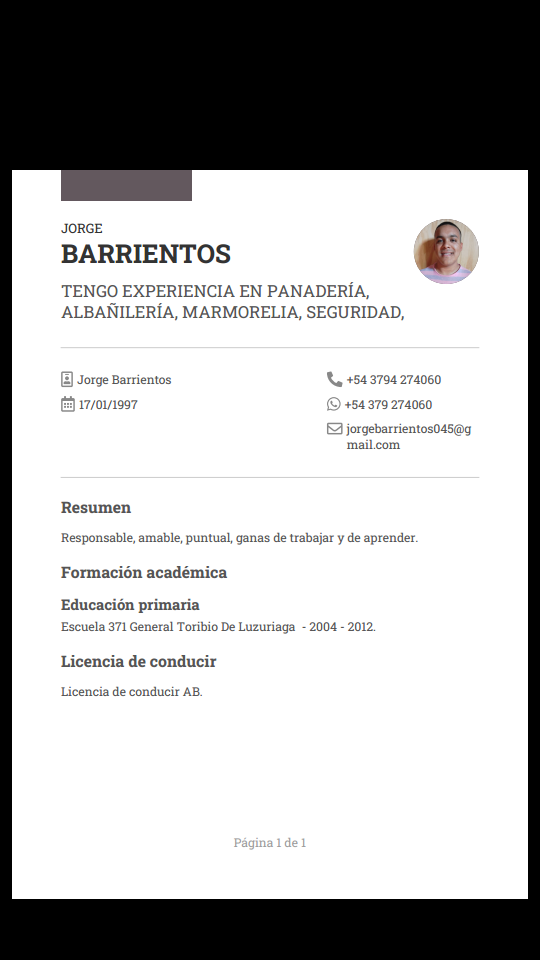 JORGE
BARRIENTOS
TENGO EXPERIENCIA EN PANADERÍA,
ALBAÑILERÍA, MARMORELIA, SEGURIDAD,
Jorge Barrientos
17/01/1997
+54 3794 274060
+54 379 274060
jorgebarrientos045@g
mail.com
Resumen
Responsable, amable, puntual, ganas de trabajar y de aprender.
Formación académica
Educación primaria
Escuela 371 General Toribio De Luzuriaga - 2004 - 2012.
Licencia de conducir
Licencia de conducir AB.
Página 1 de 1